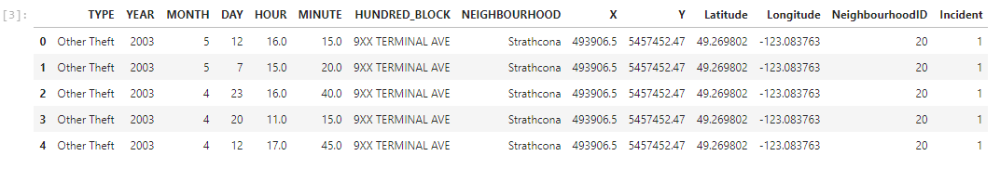 [3]: TYPE YEAR MONTH DAY HOUR MINUTE HUNDRED_BLOCK NEIGHBOURHOOD X Y Latitude Longitude NeighbourhoodID Incident
0 Other Theft 2003 5 12 16.0 15.0 9XX TERMINAL AVE Strathcona 493906.5 5457452.47 49.269802 -123.083763 20 1
1 Other Theft 2003 5 7 15.0 20.0 9XX TERMINAL AVE Strathcona 493906.5 5457452.47 49.269802 -123.083763 20 1
2 Other Theft 2003 4 23 16.0 40.0 9XX TERMINAL AVE Strathcona 493906.5 5457452.47 49.269802 -123.083763 20 1
3 Other Theft 2003 4 20 11.0 15.0 9XX TERMINAL AVE Strathcona 493906.5 5457452.47 49.269802 -123.083763 20 1
4 Other Theft 2003 4 12 17.0 45.0 9XX TERMINAL AVE Strathcona 493906.5 5457452.47 49.269802 -123.083763 20 1